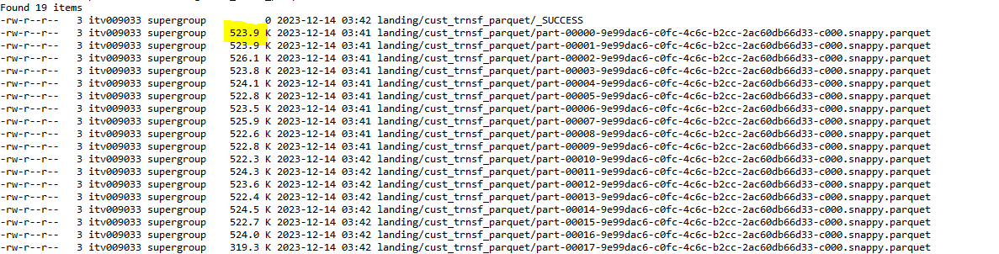 Found 19 items
-rw-r--r-- 3 itv009033 supergroup 0 2023-12-14 03:42 landing/cust_trnsf_parquet/_SUCCESS
-rw-r--r-- 3 itv009033 supergroup 523.9 K 2023-12-14 03:41 landing/cust_trnsf_parquet/part-00000-9e99dac6-c0fc-4c6c-b2cc-2ac60db66d33-c000.snappy.parquet
-rw-r--r-- 3 itv009033 supergroup 523.9 K 2023-12-14 03:41 landing/cust_trnsf_parquet/part-00001-9e99dac6-c0fc-4c6c-b2cc-2ac60db66d33-c000.snappy.parquet
-rw-r--r-- 3 itv009033 supergroup 526.1 K 2023-12-14 03:41 landing/cust_trnsf_parquet/part-00002-9e99dac6-c0fc-4c6c-b2cc-2ac60db66d33-c000.snappy.parquet
-rw-r--r-- 3 itv009033 supergroup 523.8 K 2023-12-14 03:41 landing/cust_trnsf_parquet/part-00003-9e99dac6-c0fc-4c6c-b2cc-2ac60db66d33-c000.snappy.parquet
-rw-r--r-- 3 itv009033 supergroup 524.1 K 2023-12-14 03:41 landing/cust_trnsf_parquet/part-00004-9e99dac6-c0fc-4c6c-b2cc-2ac60db66d33-c000.snappy.parquet
-rw-r--r-- 3 itv009033 supergroup 522.8 K 2023-12-14 03:41 landing/cust_trnsf_parquet/part-00005-9e99dac6-c0fc-4c6c-b2cc-2ac60db66d33-c000.snappy.parquet
-rw-r--r-- 3 itv009033 supergroup 523.5 K 2023-12-14 03:41 landing/cust_trnsf_parquet/part-00006-9e99dac6-c0fc-4c6c-b2cc-2ac60db66d33-c000.snappy.parquet
-rw-r--r-- 3 itv009033 supergroup 525.9 K 2023-12-14 03:41 landing/cust_trnsf_parquet/part-00007-9e99dac6-c0fc-4c6c-b2cc-2ac60db66d33-c000.snappy.parquet
-rw-r--r-- 3 itv009033 supergroup 522.6 K 2023-12-14 03:41 landing/cust_trnsf_parquet/part-00008-9e99dac6-c0fc-4c6c-b2cc-2ac60db66d33-c000.snappy.parquet
-rw-r--r-- 3 itv009033 supergroup 522.8 K 2023-12-14 03:41 landing/cust_trnsf_parquet/part-00009-9e99dac6-c0fc-4c6c-b2cc-2ac60db66d33-c000.snappy.parquet
-rw-r--r-- 3 itv009033 supergroup 522.3 K 2023-12-14 03:42 landing/cust_trnsf_parquet/part-00010-9e99dac6-c0fc-4c6c-b2cc-2ac60db66d33-c000.snappy.parquet
-rw-r--r-- 3 itv009033 supergroup 524.3 K 2023-12-14 03:42 landing/cust_trnsf_parquet/part-00011-9e99dac6-c0fc-4c6c-b2cc-2ac60db66d33-c000.snappy.parquet
-rw-r--r-- 3 itv009033 supergroup 523.6 K 2023-12-14 03:42 landing/cust_trnsf_parquet/part-00012-9e99dac6-c0fc-4c6c-b2cc-2ac60db66d33-c000.snappy.parquet
-rw-r--r-- 3 itv009033 supergroup 522.4 K 2023-12-14 03:42 landing/cust_trnsf_parquet/part-00013-9e99dac6-c0fc-4c6c-b2cc-2ac60db66d33-c000.snappy.parquet
-rw-r--r-- 3 itv009033 supergroup 524.5 K 2023-12-14 03:42 landing/cust_trnsf_parquet/part-00014-9e99dac6-c0fc-4c6c-b2cc-2ac60db66d33-c000.snappy.parquet
-rw-r--r-- 3 itv009033 supergroup 522.7 K 2023-12-14 03:42 landing/cust_trnsf_parquet/part-00015-9e99dac6-c0fc-4c6c-b2cc-2ac60db66d33-c000.snappy.parquet
-rw-r--r-- 3 itv009033 supergroup 524.0 K 2023-12-14 03:42 landing/cust_trnsf_parquet/part-00016-9e99dac6-c0fc-4c6c-b2cc-2ac60db66d33-c000.snappy.parquet
-rw-r--r-- 3 itv009033 supergroup 319.3 K 2023-12-14 03:42 landing/cust_trnsf_parquet/part-00017-9e99dac6-c0fc-4c6c-b2cc-2ac60db66d33-c000.snappy.parquet